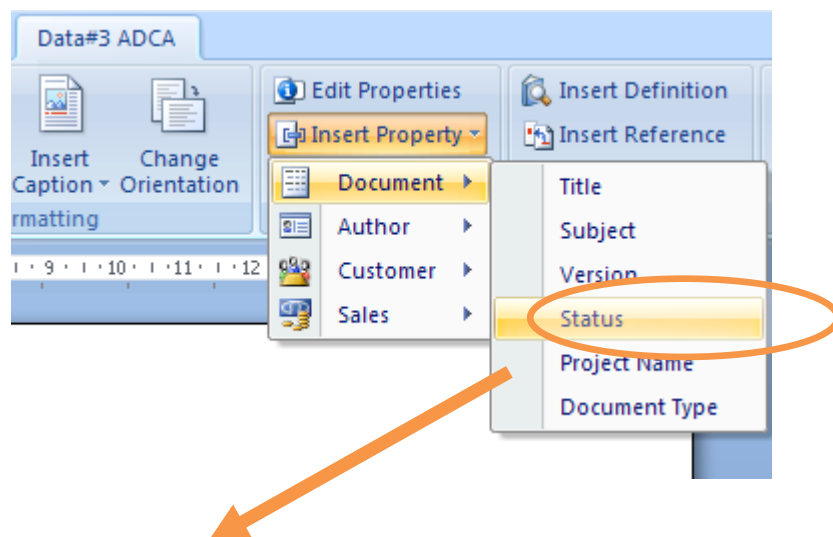 Data#3 ADCA
Edit Properties
Insert Definition
Insert Property
Insert Reference
Insert Caption
Change Orientation
rmatting
Document
Author
Customer
Sales
9 10 11 12
Title
Subject
Version
Status
Project Name
Document Type